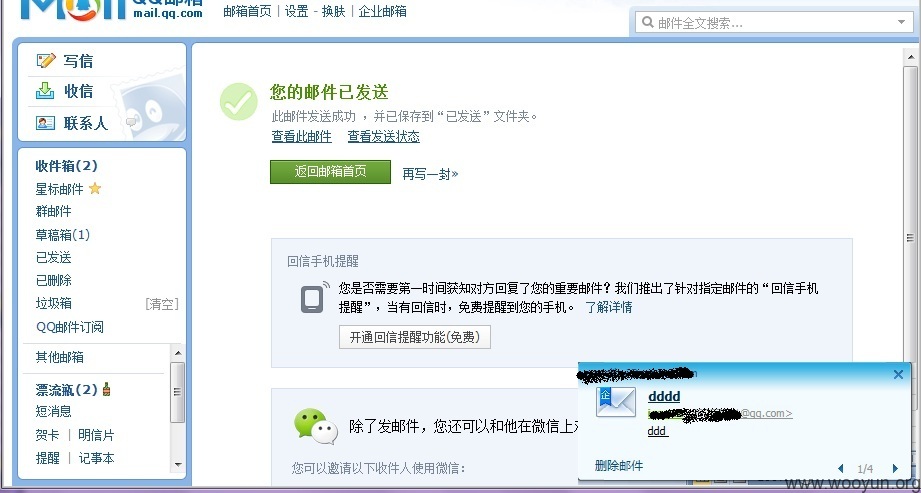 QQ邮箱
mail.qq.com
邮箱首页 | 设置 - 换肤 | 企业邮箱
邮件全文搜索...
写信
收信
联系人
收件箱(2)
星标邮件
群邮件
草稿箱(1)
已发送
已删除
垃圾箱 [清空]
QQ邮件订阅
其他邮箱
漂流瓶(2)
短消息
贺卡 | 明信片
提醒 | 记事本
您的邮件已发送
此邮件发送成功 ，并已保存到“已发送”文件夹。
查看此邮件 查看发送状态
返回邮箱首页 再写一封»
回信手机提醒
您是否需要第一时间获知对方回复了您的重要邮件？我们推出了针对指定邮件的“回信手机
提醒”，当有回信时，免费提醒到您的手机。 了解详情
开通回信提醒功能(免费)
除了发邮件，您还可以和他在微信上
您可以邀请以下收件人使用微信：
企
dddd
@qq.com>
ddd
删除邮件
1/4
www.wooyun.org